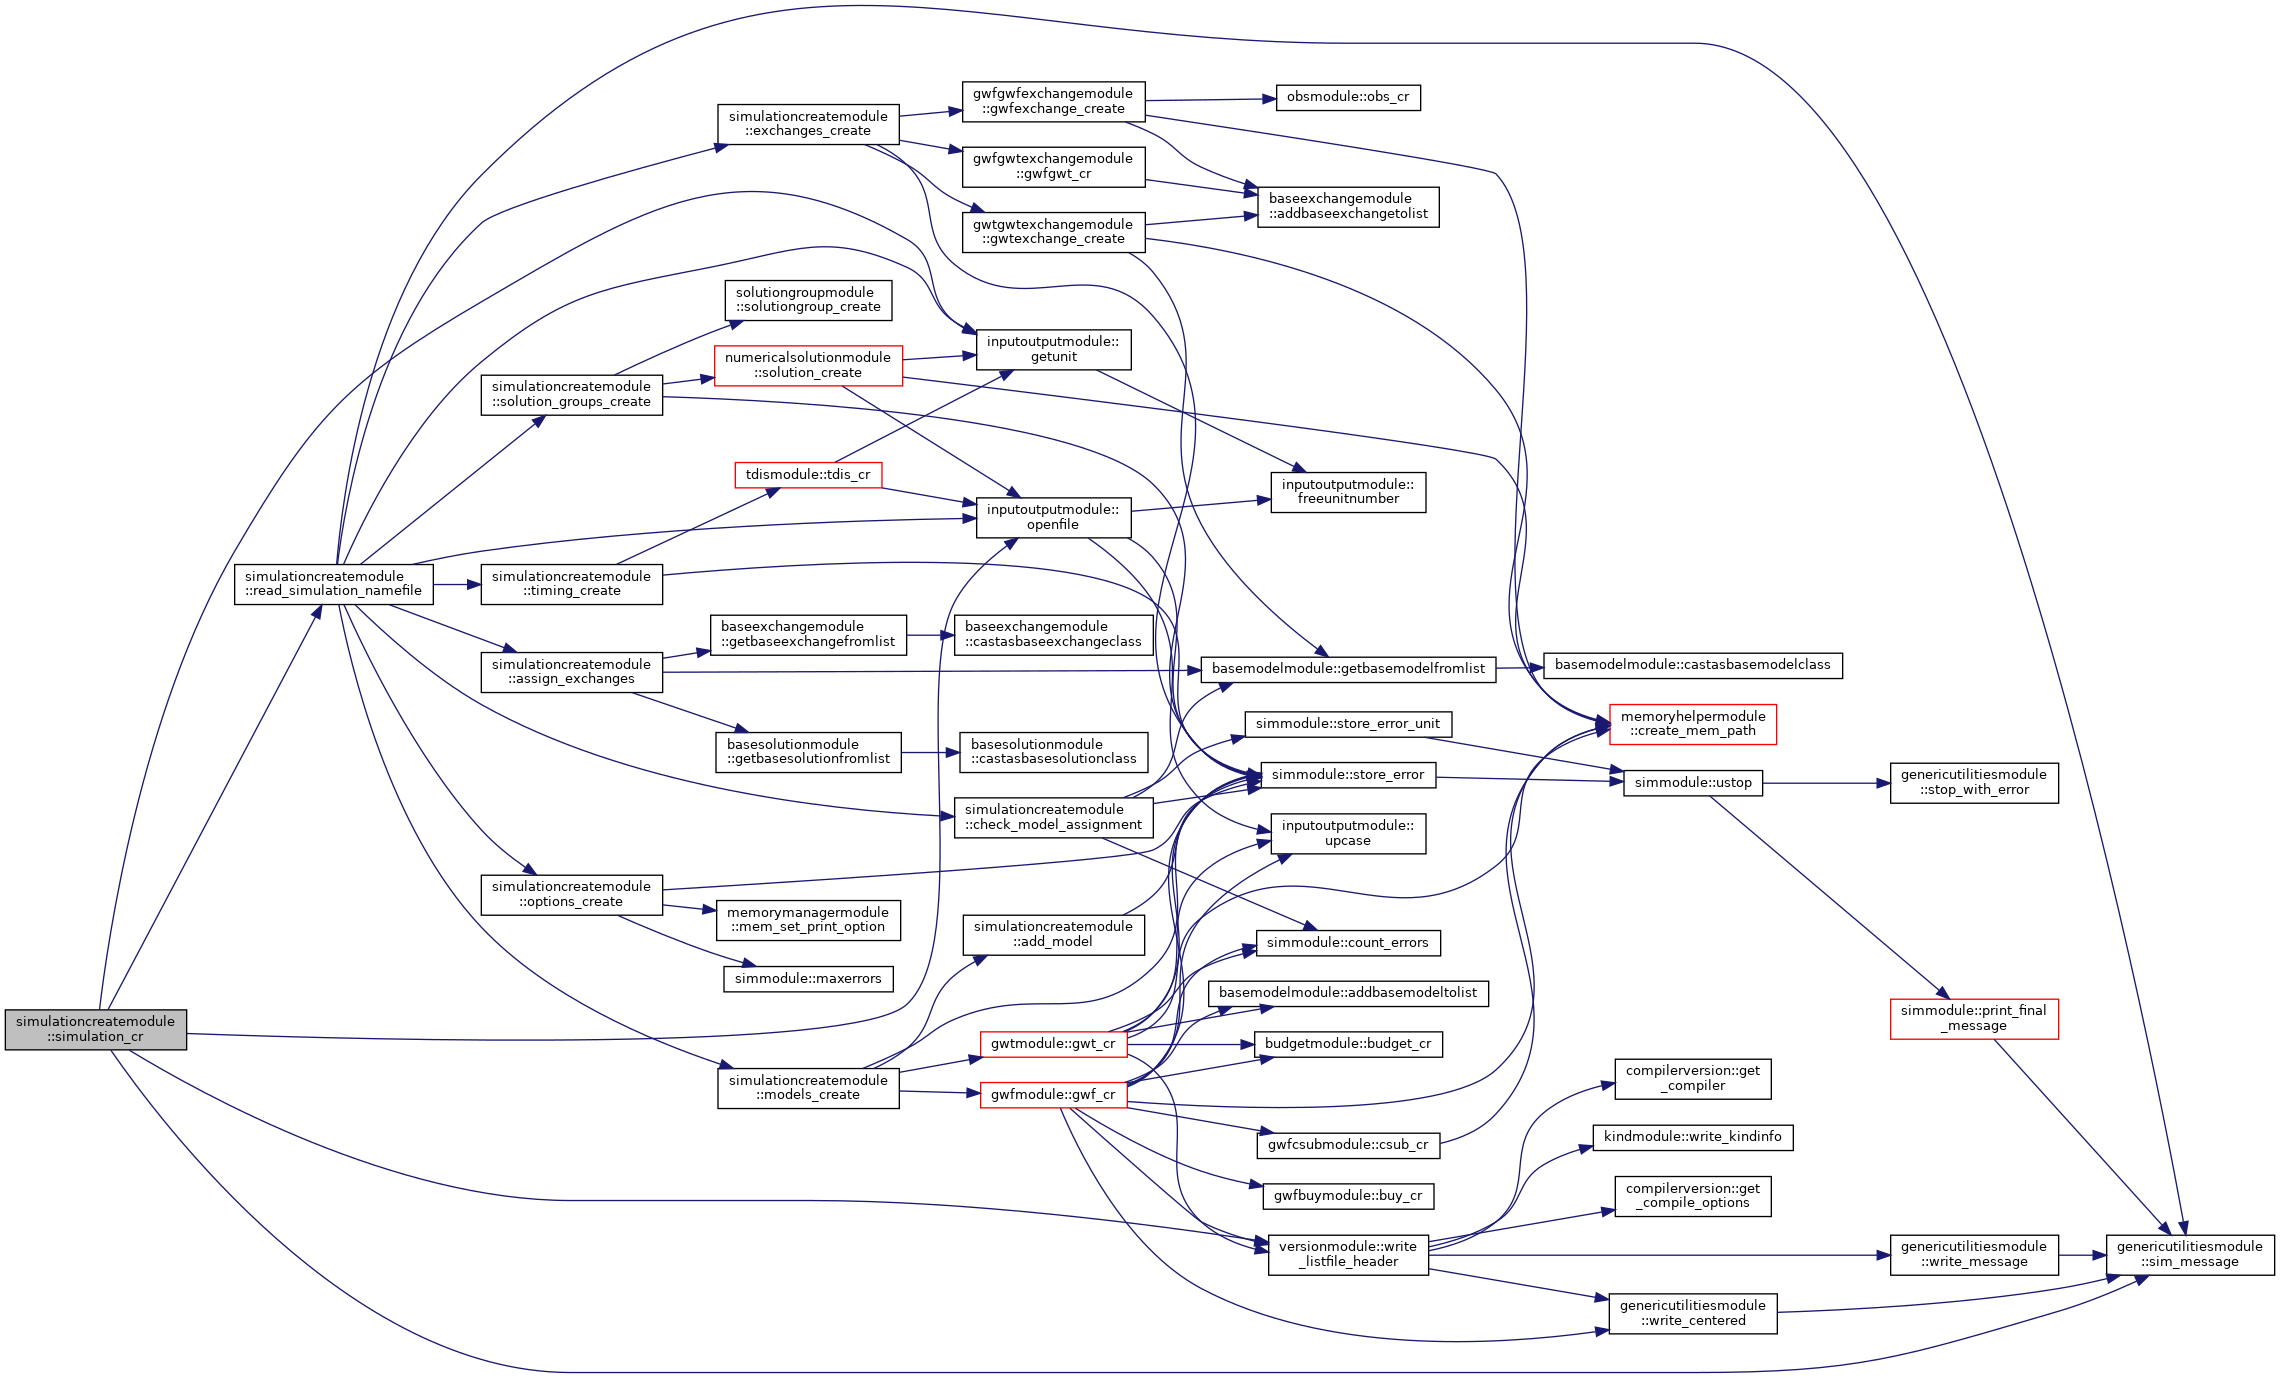 simulationcreatemodule
::simulation_cr
simulationcreatemodule
::read_simulation_namefile
simulationcreatemodule
::exchanges_create
gwfgwfexchangemodule
::gwfexchange_create
obsmodule::obs_cr
gwfgwtexchangemodule
::gwfgwt_cr
baseexchangemodule
::addbaseexchangetolist
gwtgwtexchangemodule
::gwtexchange_create
solutiongroupmodule
::solutiongroup_create
simulationcreatemodule
::solution_groups_create
numericalsolutionmodule
::solution_create
inputoutputmodule::
getunit
tdismodule::tdis_cr
inputoutputmodule::
openfile
inputoutputmodule::
freeunitnumber
simulationcreatemodule
::timing_create
baseexchangemodule
::getbaseexchangefromlist
baseexchangemodule
::castasbaseexchangeclass
simulationcreatemodule
::assign_exchanges
basemodelmodule::getbasemodelfromlist
basemodelmodule::castasbasemodelclass
basesolutionmodule
::getbasesolutionfromlist
basesolutionmodule
::castasbasesolutionclass
simmodule::store_error_unit
memoryhelpermodule
::create_mem_path
simmodule::store_error
simmodule::ustop
genericutilitiesmodule
::stop_with_error
simulationcreatemodule
::check_model_assignment
inputoutputmodule::
upcase
simulationcreatemodule
::options_create
memorymanagermodule
::mem_set_print_option
simmodule::maxerrors
simulationcreatemodule
::add_model
simmodule::count_errors
basemodelmodule::addbasemodeltolist
simmodule::print_final
_message
gwtmodule::gwt_cr
budgetmodule::budget_cr
simulationcreatemodule
::models_create
gwfmodule::gwf_cr
compilerversion::get
_compiler
gwfcsubmodule::csub_cr
kindmodule::write_kindinfo
gwfbuymodule::buy_cr
compilerversion::get
_compile_options
versionmodule::write
_listfile_header
genericutilitiesmodule
::write_message
genericutilitiesmodule
::sim_message
genericutilitiesmodule
::write_centered